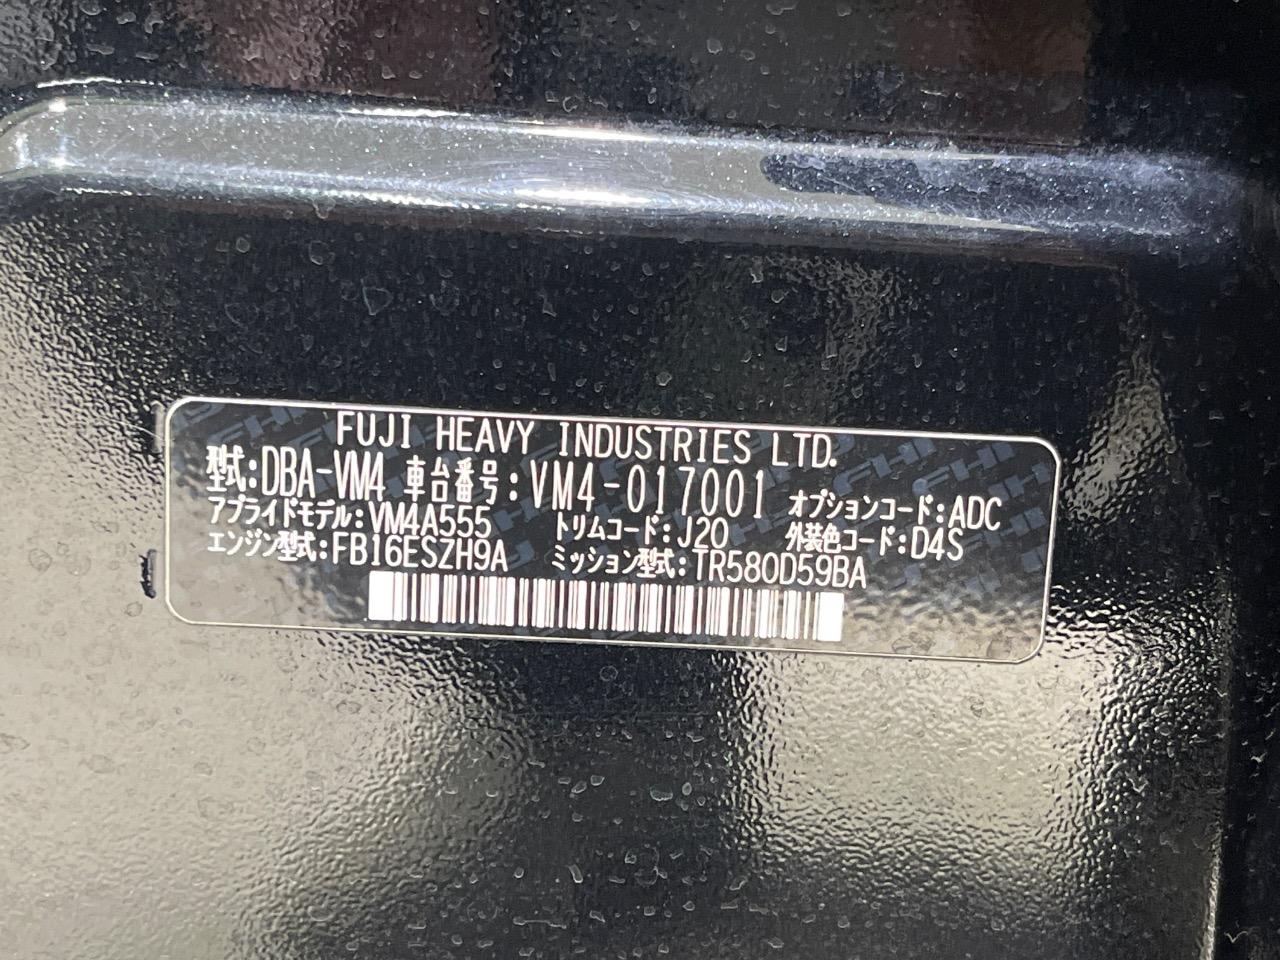 FUJI HEAVY INDUSTRIES LTD.
型式:DBA-VM4 車台番号:VM4-017001 オプションコード:ADC
アプライドモデル:VM4A555 トリムコード:J20 外装色コード:D4S
エンジン型式:FB16ESZH9A ミッション型式:TR580D59BA